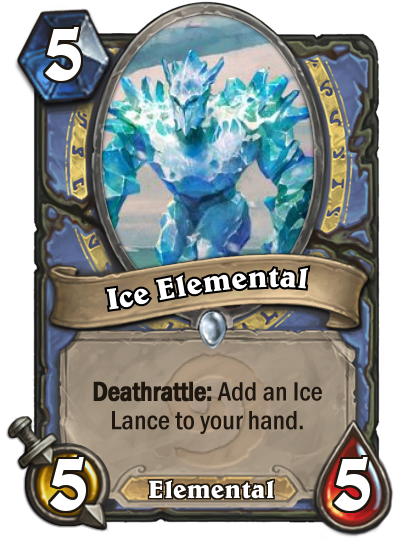 5
Ice Elemental
Deathrattle: Add an Ice
Lance to your hand.
5
Elemental
5